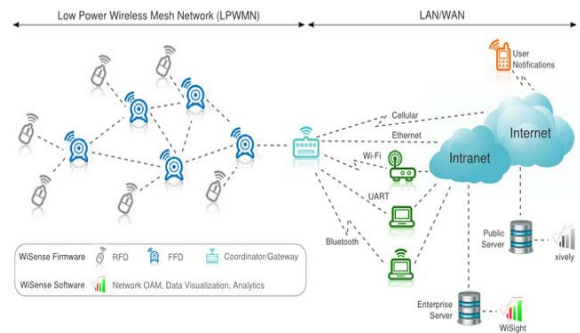 Low Power Wireless Mesh Network (LPWMN)
LAN/WAN
User
Notifications
Cellular
Ethernet
Internet
Wi-Fi
Intranet
UART
Bluetooth
Public
Server
xively
WiSense Firmware
RFD
FFD
Coordinator/Gateway
WiSense Software
Network OAM, Data Visualization, Analytics
Enterprise
Server
WiSight